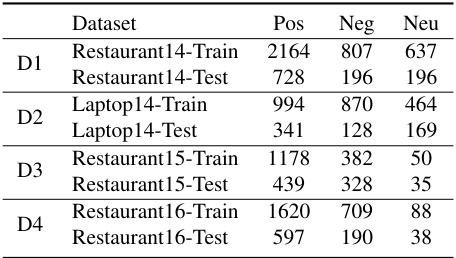 Dataset Pos Neg Neu
D1 Restaurant14-Train 2164 807 637
Restaurant14-Test 728 196 196
D2 Laptop14-Train 994 870 464
Laptop14-Test 341 128 169
D3 Restaurant15-Train 1178 382 50
Restaurant15-Test 439 328 35
D4 Restaurant16-Train 1620 709 88
Restaurant16-Test 597 190 38